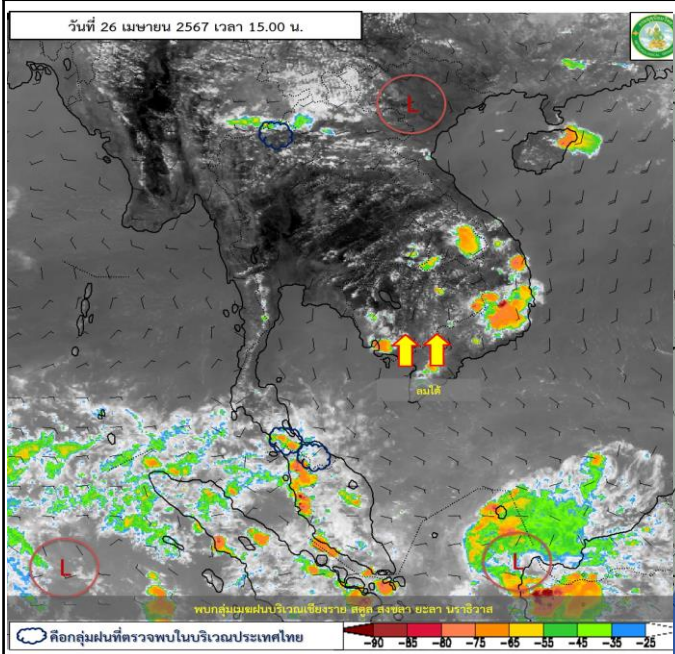 วันที่ 26 เมษายน 2567 เวลา 15.00 น.
L
ลมใต้
L
L
พบกลุ่มเมฆฝนบริเวณเชียงราย สตูล สงขลา ยะลา นราธิวาส
คือกลุ่มฝนที่ตรวจพบในบริเวณประเทศไทย
-90 -85 -80 -75 -65 -55 -45 -35 -25